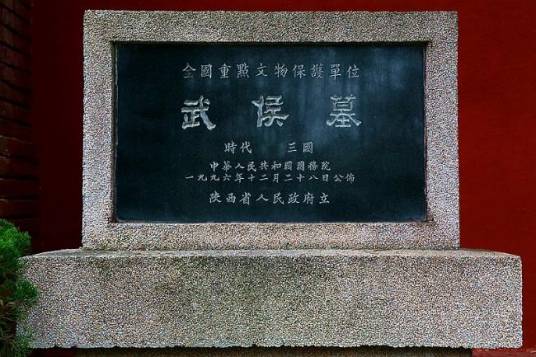 全國重點文物保護單位
武侯墓
時代 三國
中華人民共和國國務院
一九九六年十二月二十八日公佈
陝西省人民政府立